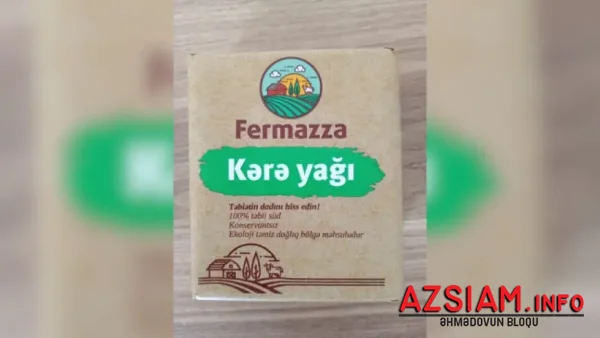 Fermazza
Kərə yağı
Təbiətin dadını hiss edin!
100% təbii süd
Konservantsız
Ekoloji təmiz dağlıq bölgə məhsuludur
AZSIAM.INFO
ƏHMƏDOVUN BLOQU